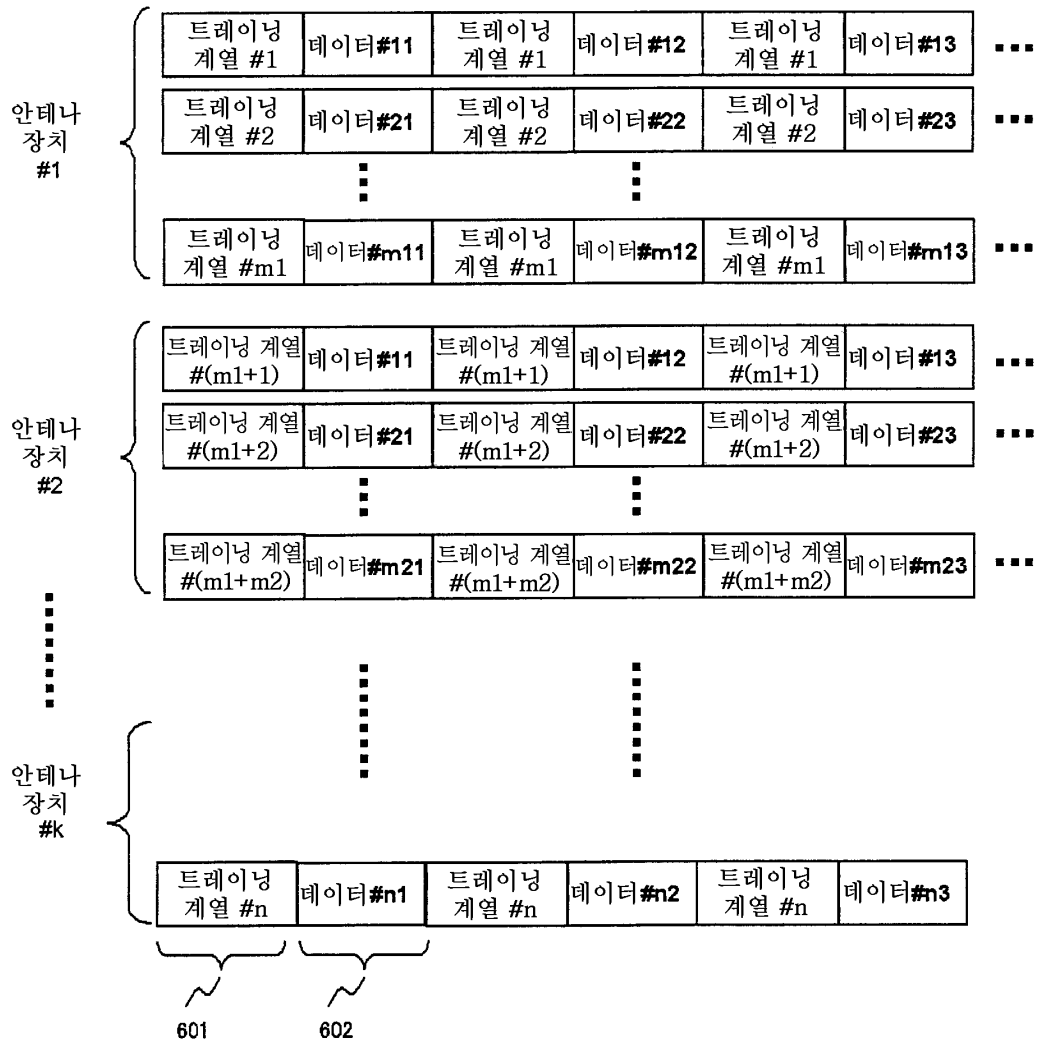 안테나
장치
#1
트레이닝
계열 #1
데이터#11
트레이닝
계열 #1
데이터#12
트레이닝
계열 #1
데이터#13
트레이닝
계열 #2
데이터#21
트레이닝
계열 #2
데이터#22
트레이닝
계열 #2
데이터#23
트레이닝
계열 #m1
데이터#m11
트레이닝
계열 #m1
데이터#m12
트레이닝
계열 #m1
데이터#m13
안테나
장치
#2
트레이닝 계열
#(m1+1)
데이터#11
트레이닝 계열
#(m1+1)
데이터#12
트레이닝 계열
#(m1+1)
데이터#13
트레이닝 계열
#(m1+2)
데이터#21
트레이닝 계열
#(m1+2)
데이터#22
트레이닝 계열
#(m1+2)
데이터#23
트레이닝 계열
#(m1+m2)
데이터#m21
트레이닝 계열
#(m1+m2)
데이터#m22
트레이닝 계열
#(m1+m2)
데이터#m23
안테나
장치
#k
트레이닝
계열 #n
데이터#n1
트레이닝
계열 #n
데이터#n2
트레이닝
계열 #n
데이터#n3
601
602